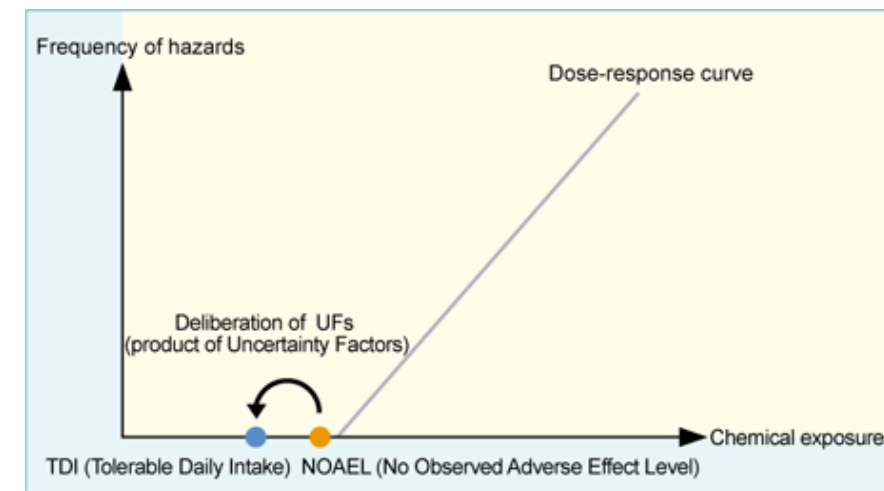 Frequency of hazards
Dose-response curve
Deliberation of UFs
(product of Uncertainty Factors)
Chemical exposure
TDI (Tolerable Daily Intake) NOAEL (No Observed Adverse Effect Level)